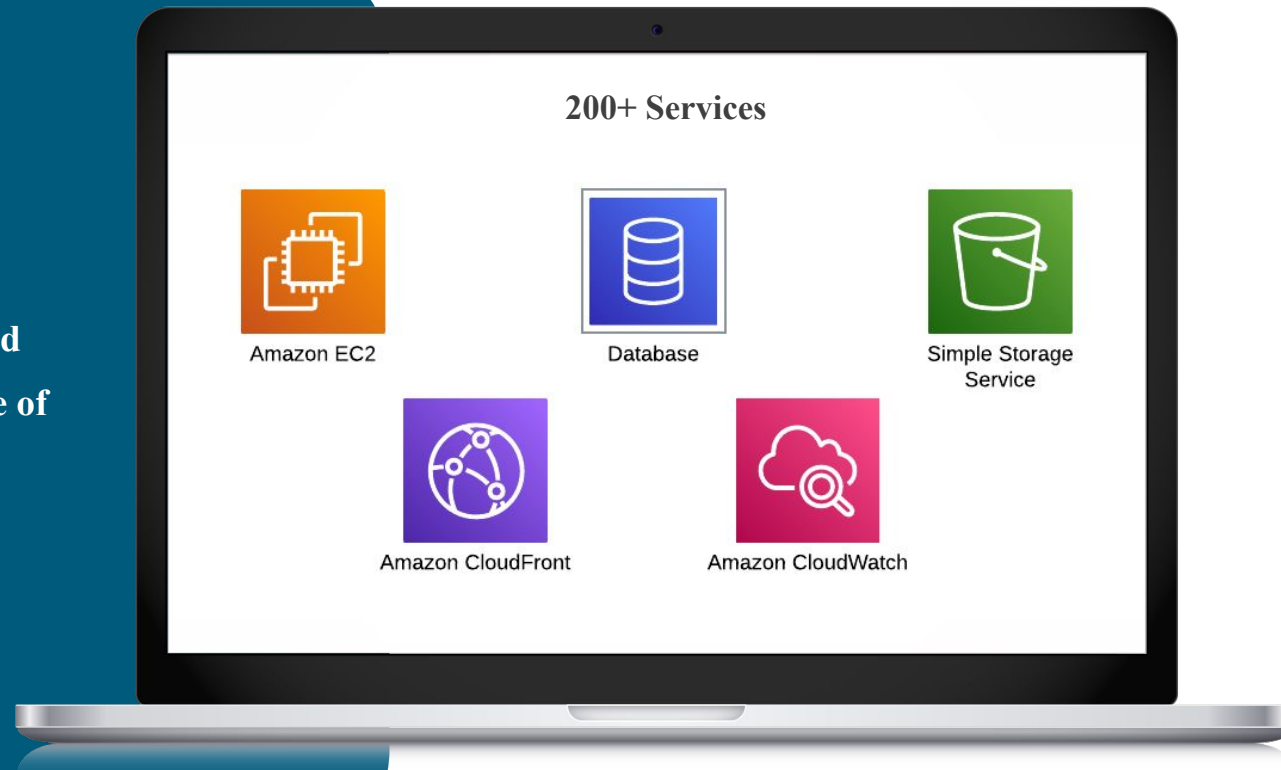 200+ Services
Amazon EC2
Database
Simple Storage
Service
d
e of
Amazon CloudFront
Amazon CloudWatch